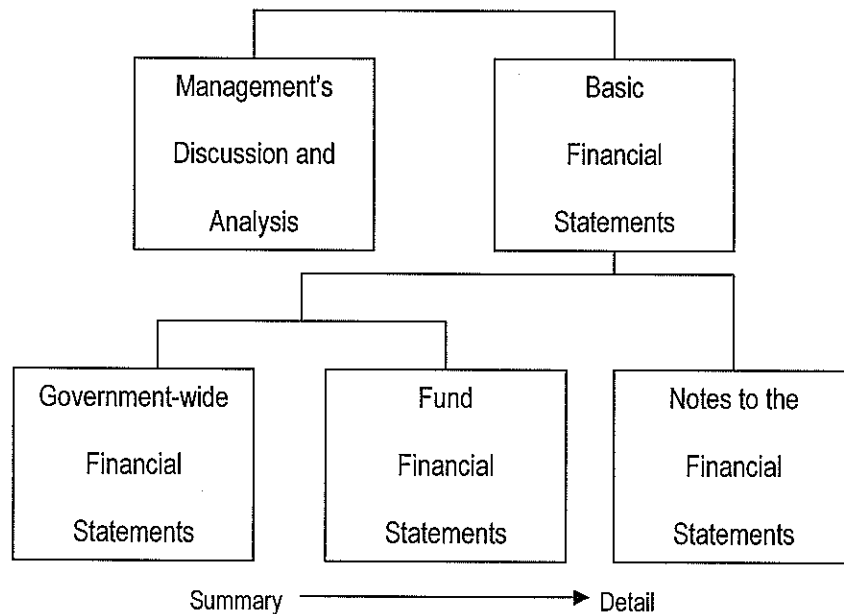 Management's
Discussion and
Analysis
Basic
Financial
Statements
Government-wide
Financial
Statements
Fund
Financial
Statements
Notes to the
Financial
Statements
Summary
Detail